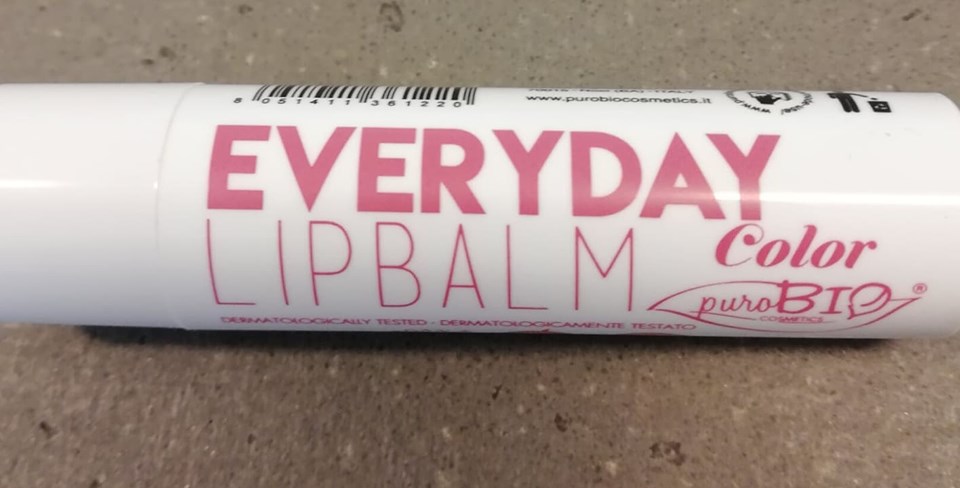 8 051411 361220
www.purobiocosmetics.it
EVERYDAY
LIPBALM
Color
puroBIO®
COSMETICS
DERMATOLOGICALLY TESTED - DERMATOLOGICAMENTE TESTATO